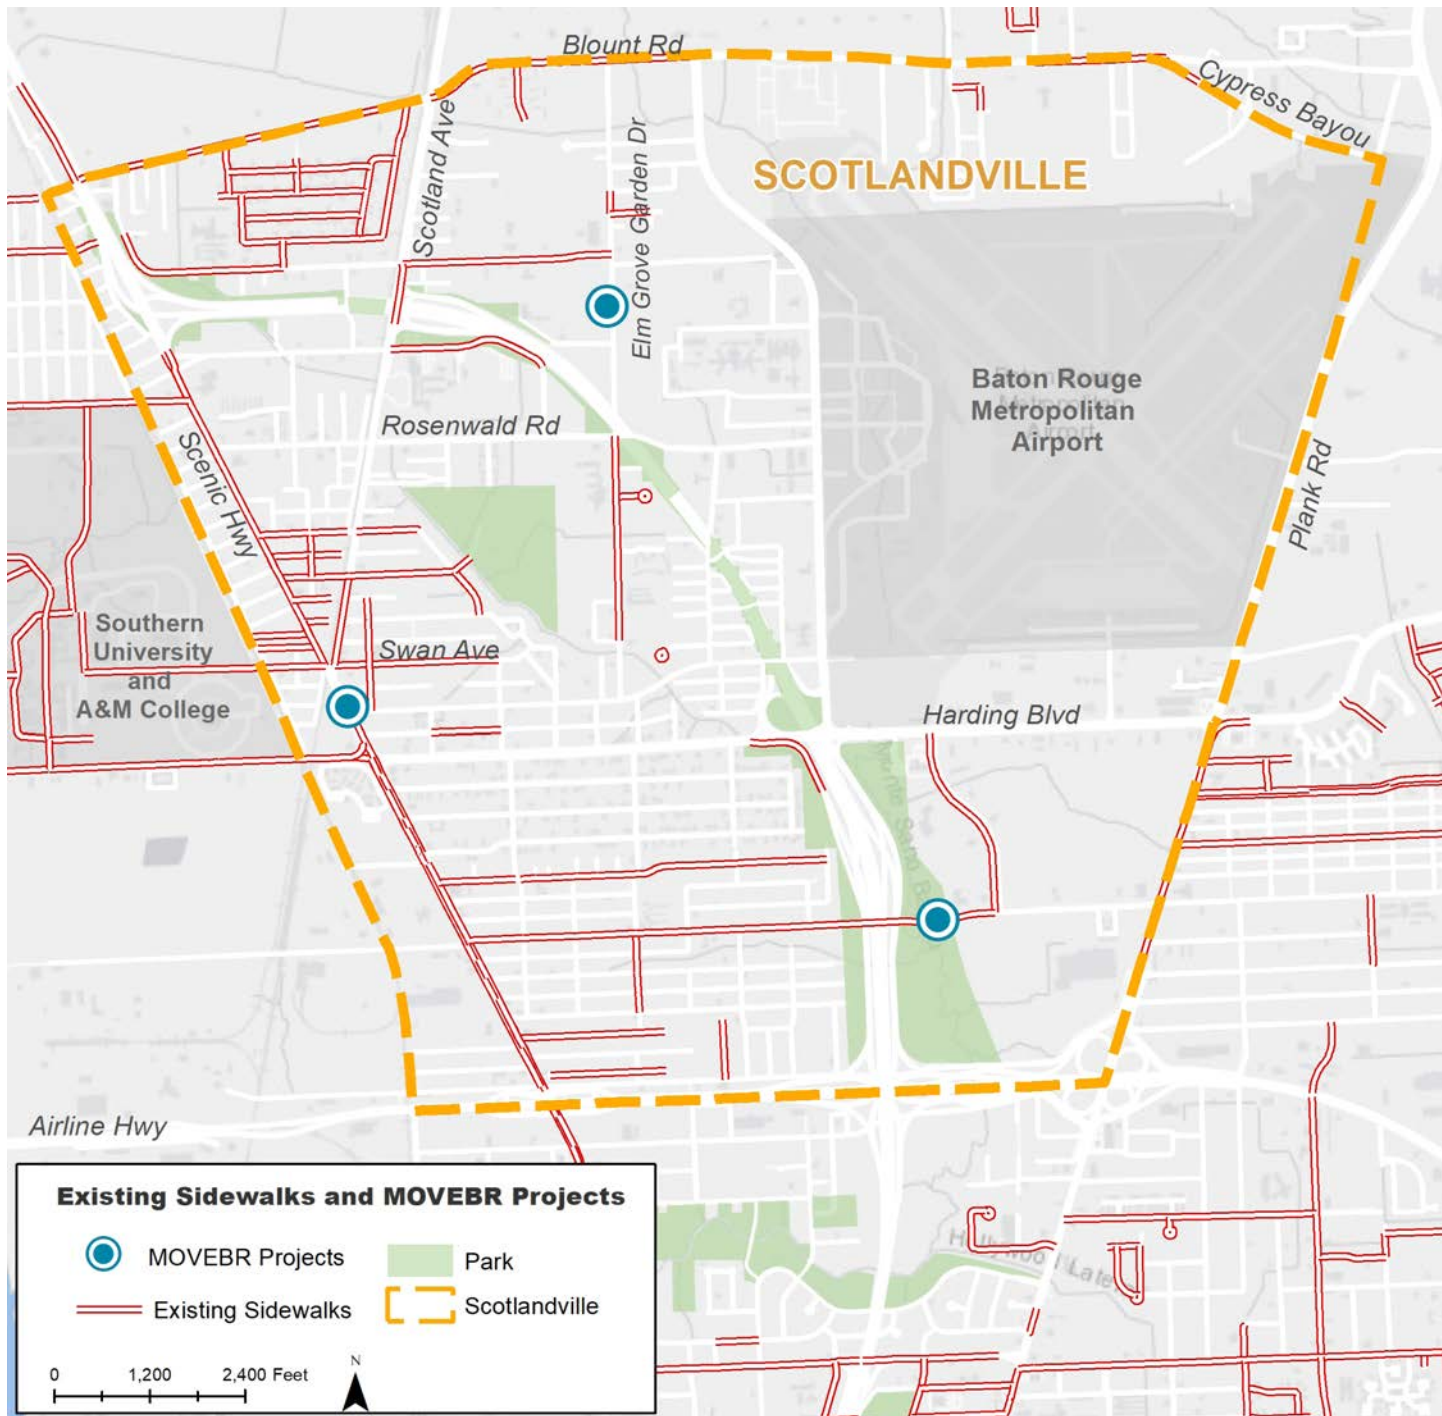 Blount Rd
Cypress Bayou
Scotland Ave
Elm Grove Garden Dr
SCOTLANDVILLE
Baton Rouge
Metropolitan
Airport
Rosenwald Rd
Scenic Hwy
Plank Rd
Southern
University
and
A&M College
Swan Ave
Harding Blvd
Airline Hwy
Existing Sidewalks and MOVEBR Projects
MOVEBR Projects
Park
Existing Sidewalks
Scotlandville
0 1,200 2,400 Feet
N